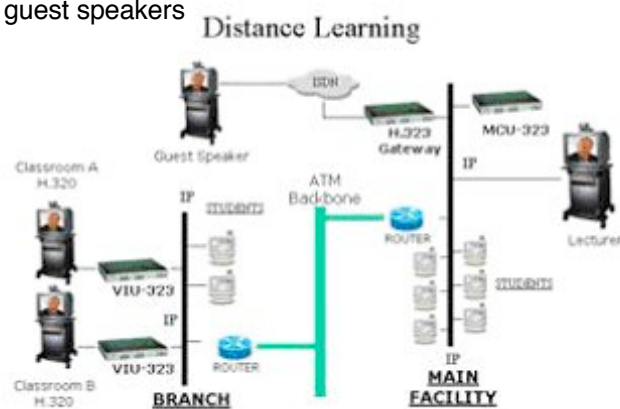 guest speakers
Distance Learning
ISDN
H.323
Gateway
MCU-323
Guest Speaker
Classroom A
H.320
IP
STUDENTS
ATM
Backbone
IP
ROUTER
Lecturer
VIU-323
STUDENTS
IP
VIU-323
ROUTER
Classroom B
H.320
BRANCH
IP
MAIN
FACILITY